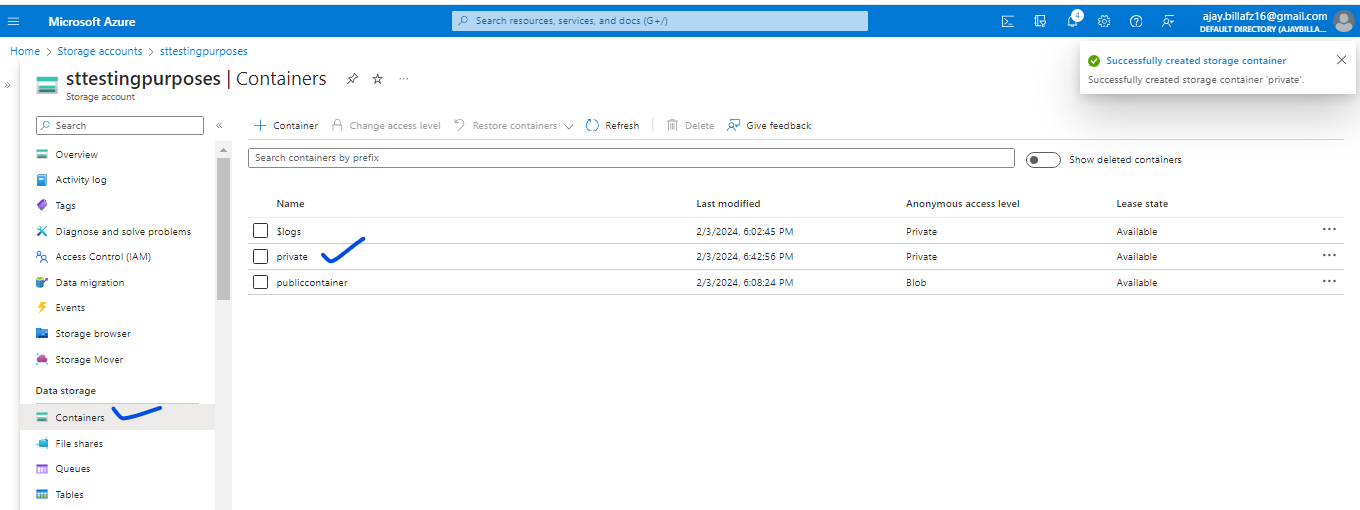 Microsoft Azure
Search resources, services, and docs (G+/)
4
ajay.billafz16@gmail.com
DEFAULT DIRECTORY (AJAYBILLA...
Home > Storage accounts > sttestingpurposes
Successfully created storage container
Successfully created storage container 'private'.
sttestingpurposes | Containers
Storage account
Search
Container Change access level Restore containers Refresh Delete Give feedback
Search containers by prefix
Show deleted containers
Overview
Activity log
Tags
Diagnose and solve problems
Access Control (IAM)
Data migration
Events
Storage browser
Storage Mover
Data storage
Containers
File shares
Queues
Tables
Name Last modified Anonymous access level Lease state
$logs 2/3/2024, 6:02:45 PM Private Available
private 2/3/2024, 6:42:56 PM Private Available
publiccontainer 2/3/2024, 6:08:24 PM Blob Available